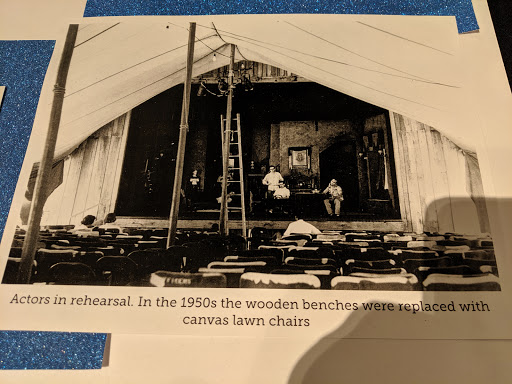 Actors in rehearsal. In the 1950s the wooden benches were replaced with
canvas lawn chairs